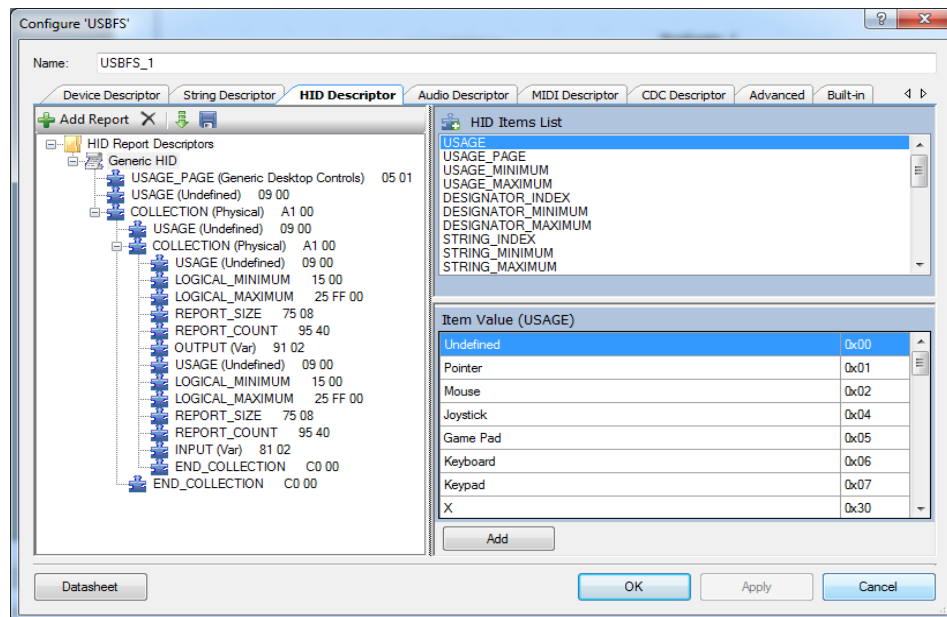 Configure 'USBFS'
Name: USBFS_1
Device Descriptor String Descriptor HID Descriptor Audio Descriptor MIDI Descriptor CDC Descriptor Advanced Built-in
Add Report
HID Report Descriptors
Generic HID
USAGE_PAGE (Generic Desktop Controls) 05 01
USAGE (Undefined) 09 00
COLLECTION (Physical) A1 00
USAGE (Undefined) 09 00
COLLECTION (Physical) A1 00
USAGE (Undefined) 09 00
LOGICAL_MINIMUM 15 00
LOGICAL_MAXIMUM 25 FF 00
REPORT_SIZE 75 08
REPORT_COUNT 95 40
OUTPUT (Var) 91 02
USAGE (Undefined) 09 00
LOGICAL_MINIMUM 15 00
LOGICAL_MAXIMUM 25 FF 00
REPORT_SIZE 75 08
REPORT_COUNT 95 40
INPUT (Var) 81 02
END_COLLECTION C0 00
END_COLLECTION C0 00
HID Items List
USAGE
USAGE_PAGE
USAGE_MINIMUM
USAGE_MAXIMUM
DESIGNATOR_INDEX
DESIGNATOR_MINIMUM
DESIGNATOR_MAXIMUM
STRING_INDEX
STRING_MINIMUM
STRING_MAXIMUM
Item Value (USAGE)
Undefined 0x00
Pointer 0x01
Mouse 0x02
Joystick 0x04
Game Pad 0x05
Keyboard 0x06
Keypad 0x07
X 0x30
Add
Datasheet OK Apply Cancel